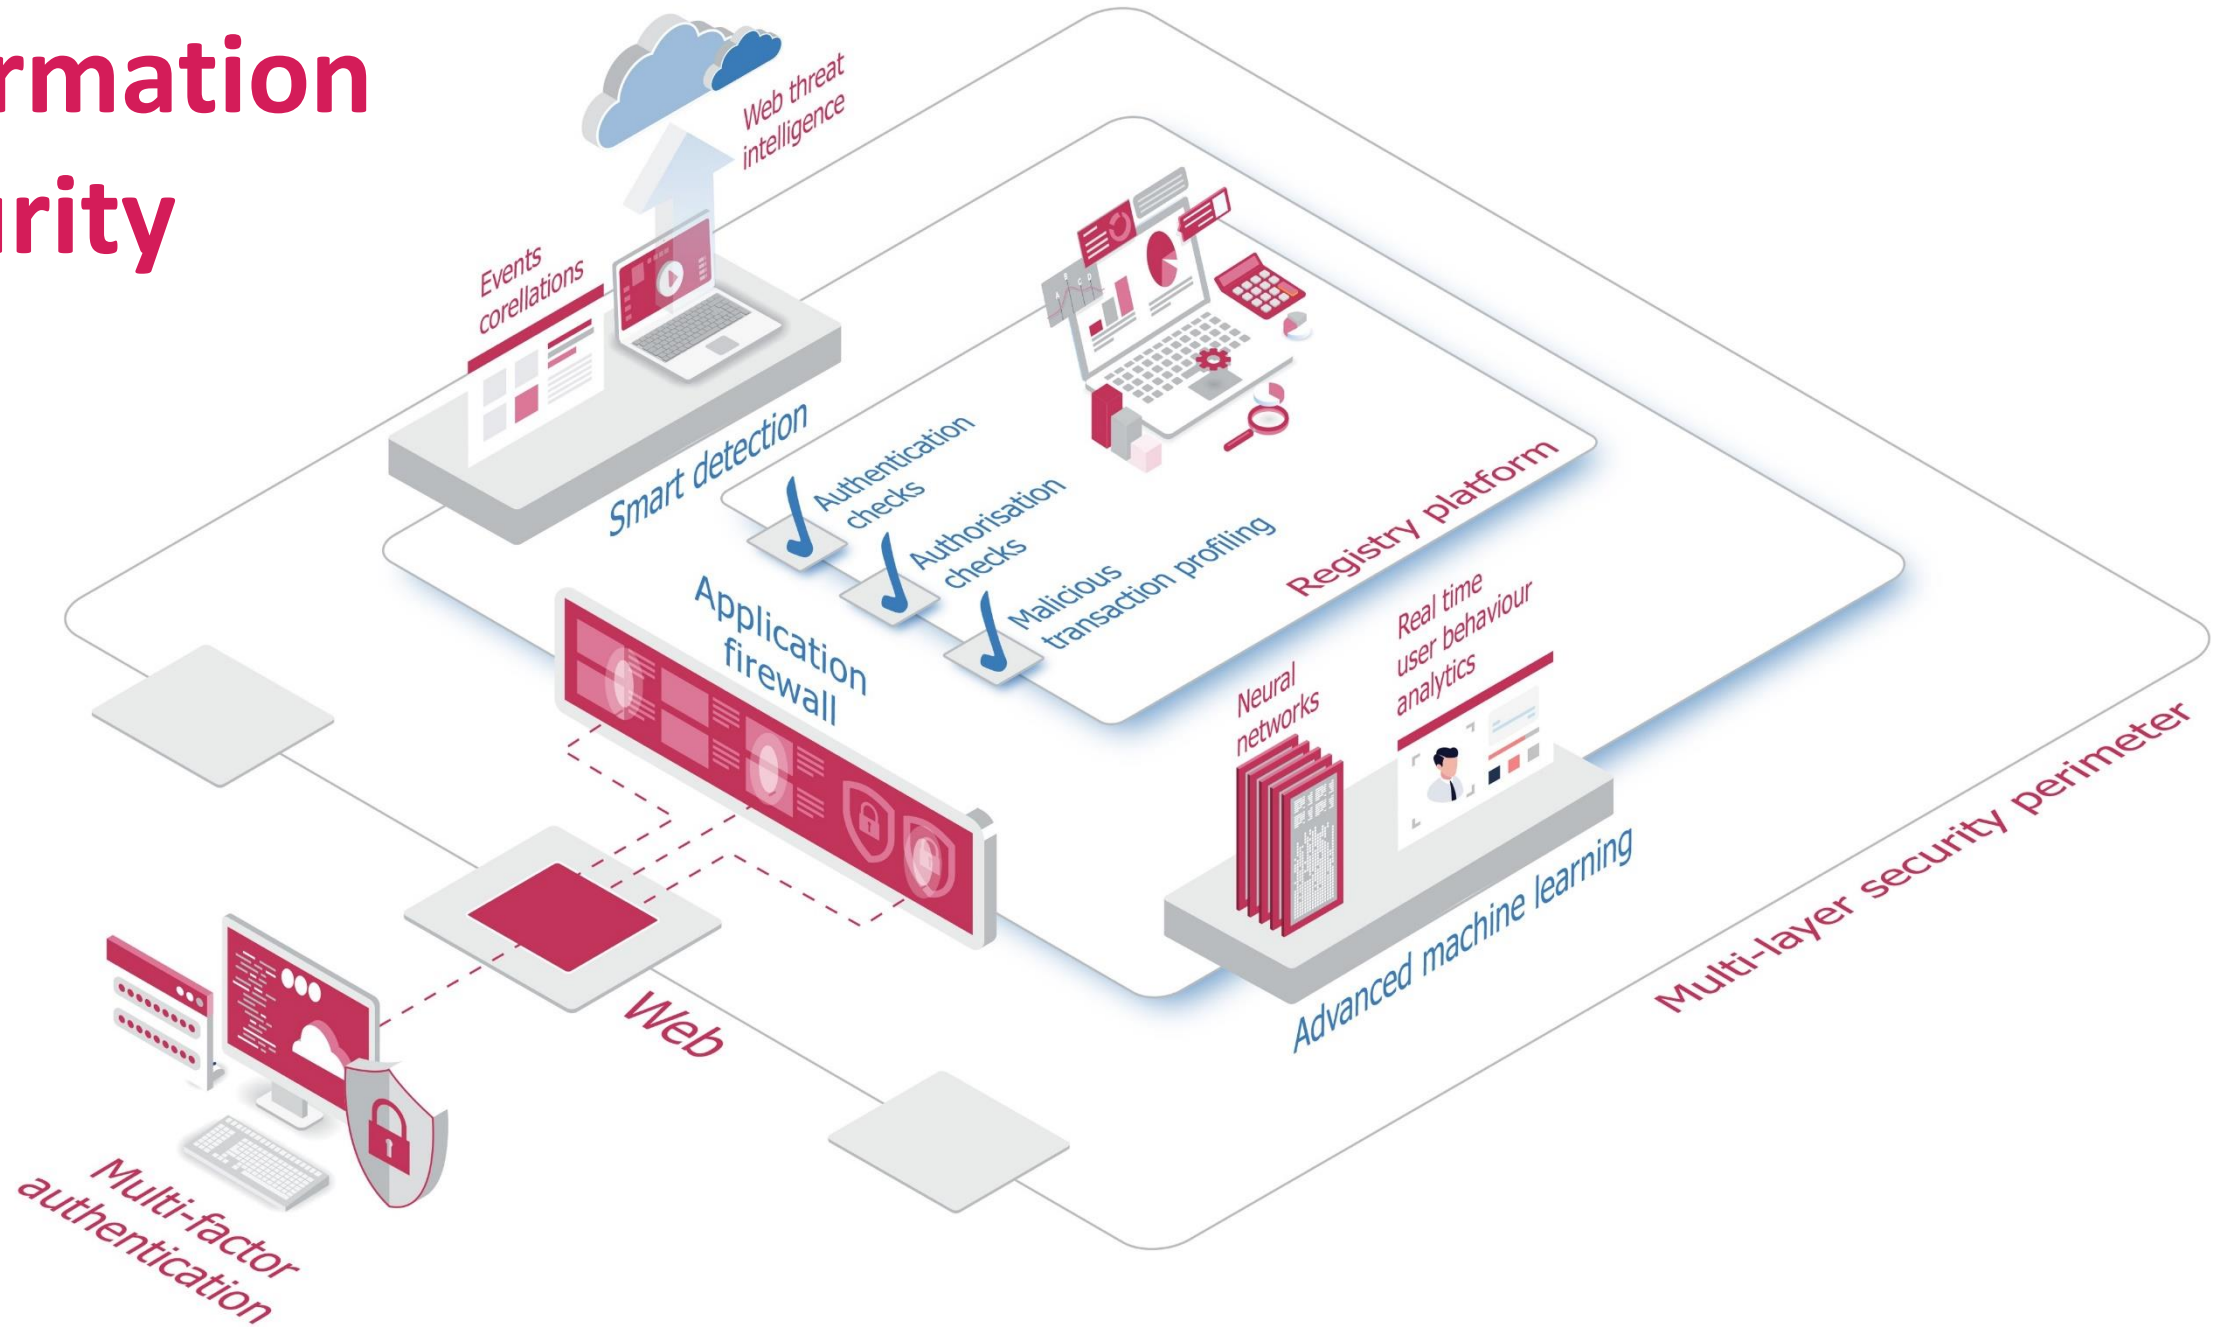 rmation
urity
Web threat
intelligence
Events
corellations
Smart detection
Authentication
checks
Authorisation
checks
Malicious
transaction profiling
Registry platform
Application
firewall
Real time
user behaviour
analytics
Neural
networks
Advanced machine learning
Multi-layer security perimeter
Web
Multi-factor
authentication